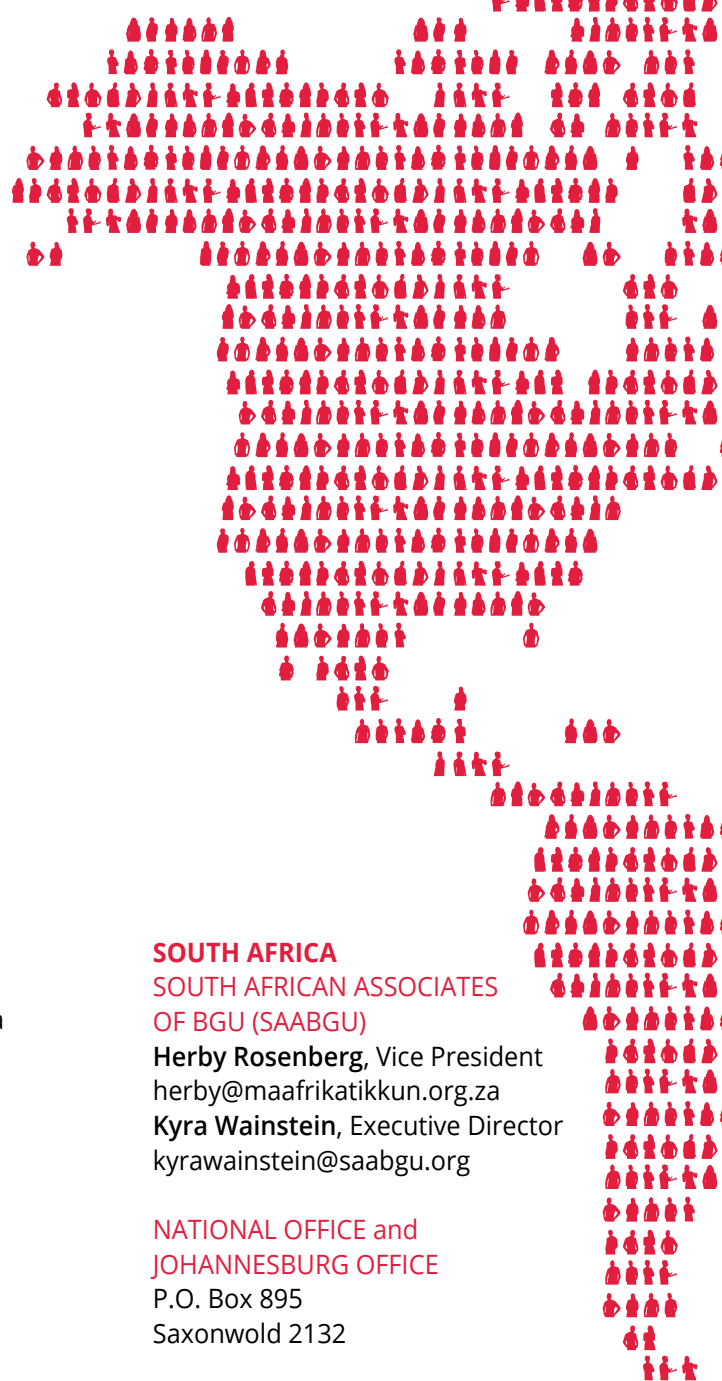 SOUTH AFRICA
SOUTH AFRICAN ASSOCIATES
OF BGU (SAABGU)
Herby Rosenberg, Vice President
herby@maafrikatikkun.org.za
Kyra Wainstein, Executive Director
kyrawainstein@saabgu.org
NATIONAL OFFICE and
JOHANNESBURG OFFICE
P.O. Box 895
Saxonwold 2132